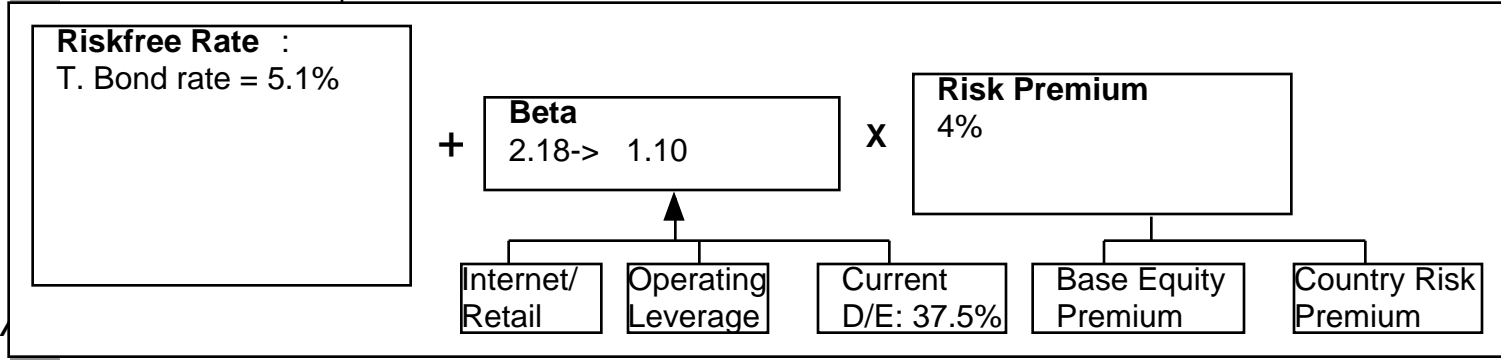 Riskfree Rate :
T. Bond rate = 5.1%
+
Beta
2.18-> 1.10
X
Risk Premium
4%
Internet/
Retail
Operating
Leverage
Current
D/E: 37.5%
Base Equity
Premium
Country Risk
Premium